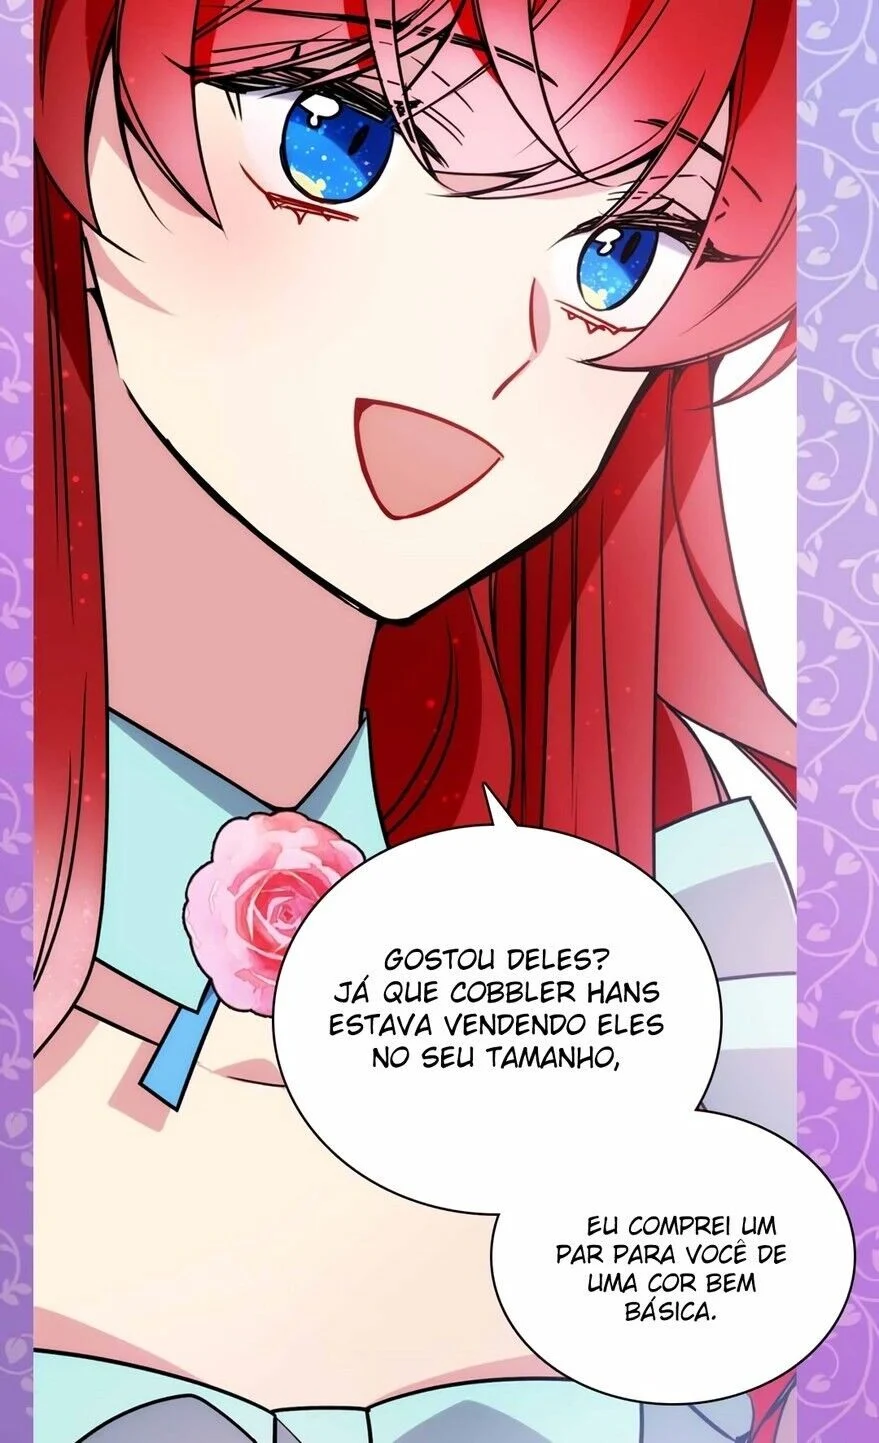 GOSTOU DELES?
JÁ QUE COBBLER HANS
ESTAVA VENDENDO ELES
NO SEU TAMANHO,
EU COMPREI UM
PAR PARA VOCÊ DE
UMA COR BEM
BÁSICA.